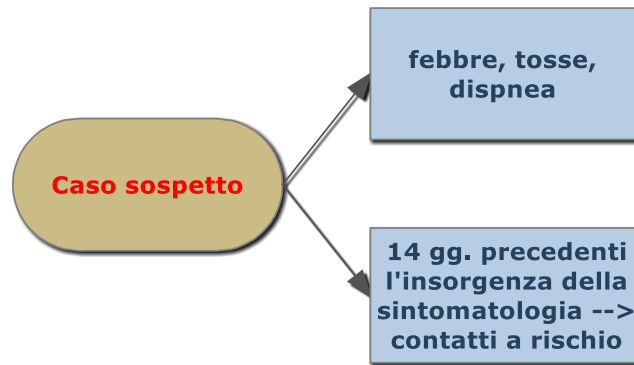 febbre, tosse,
dispnea
Caso sospetto
14 gg. precedenti
l'insorgenza della
sintomatologia -->
contatti a rischio